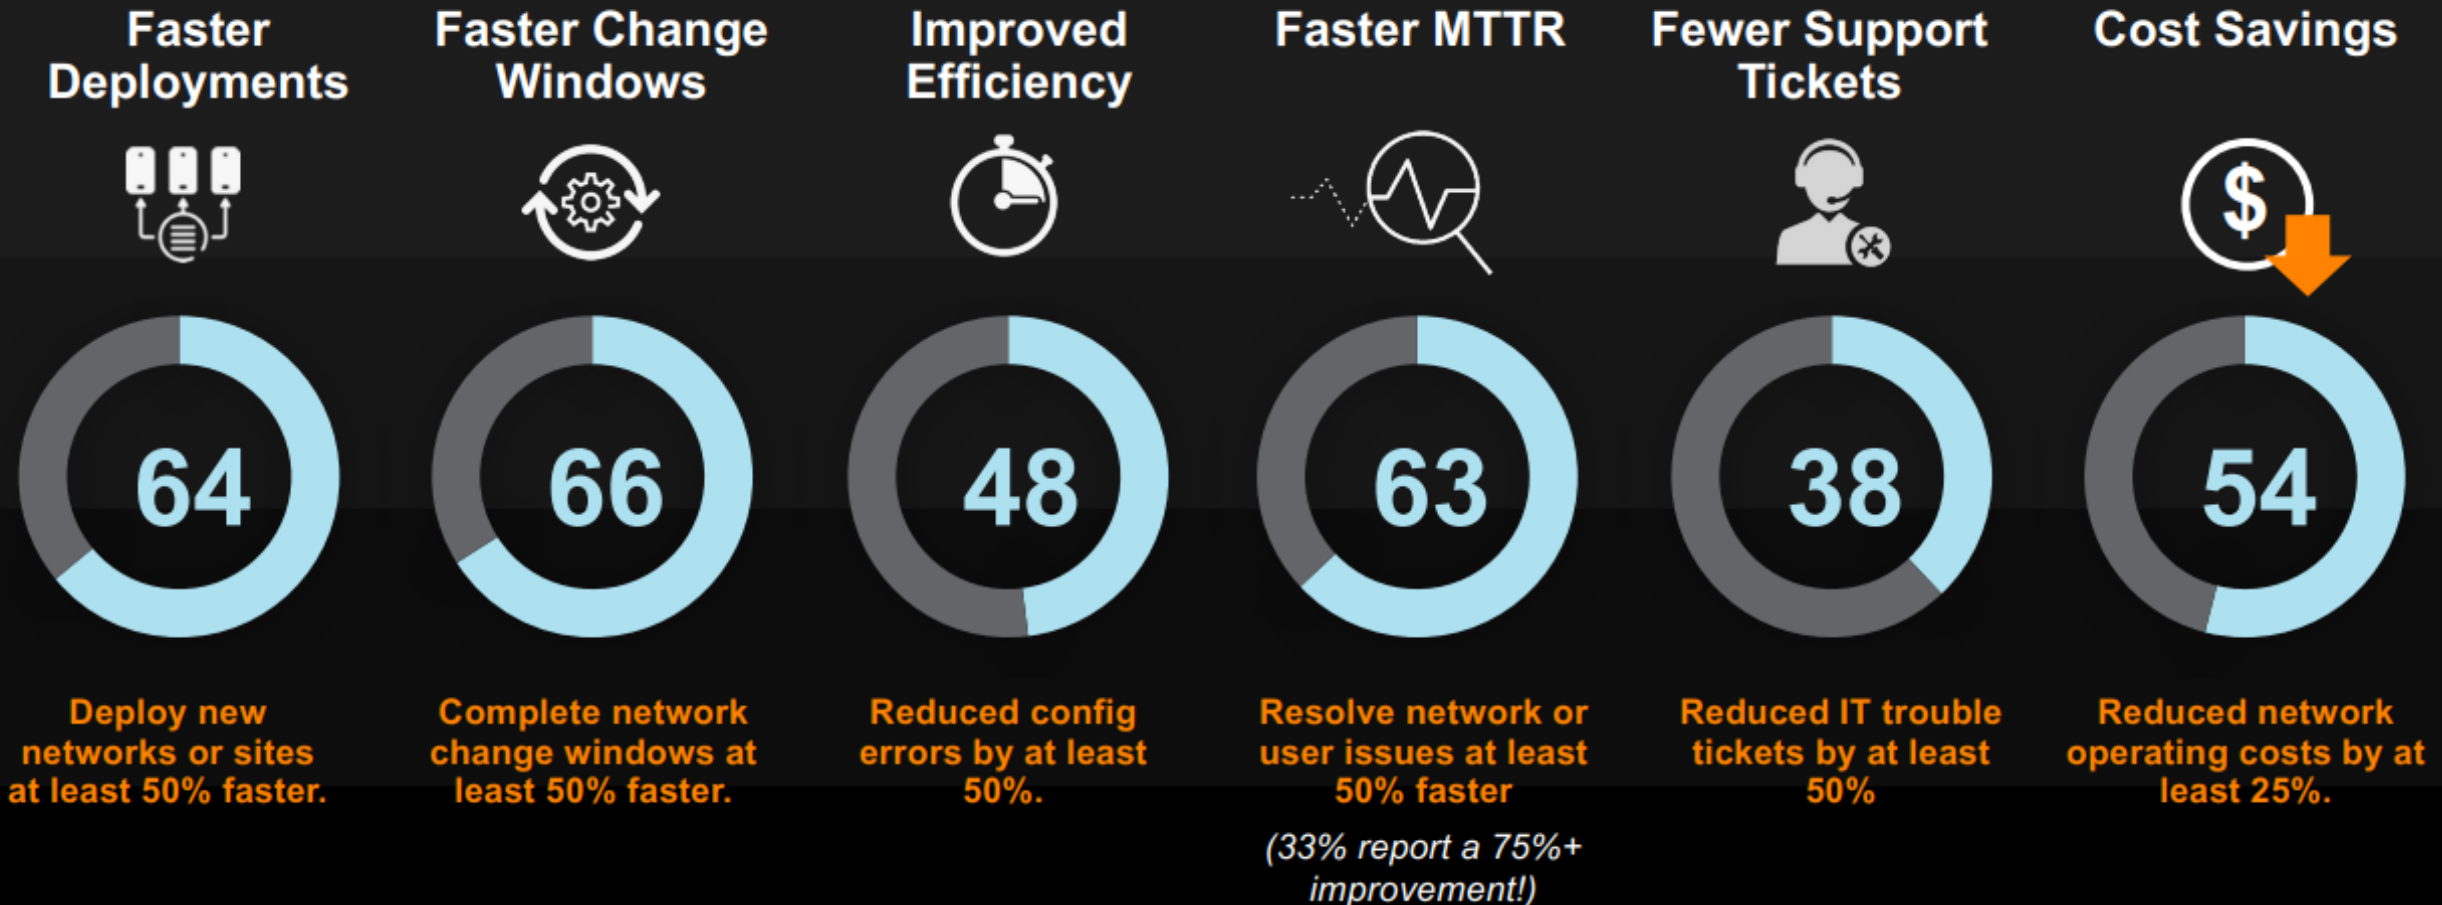 Faster
Deployments
64
Deploy new
networks or sites
at least 50% faster.
Faster Change
Windows
66
Complete network
change windows at
least 50% faster.
Improved
Efficiency
48
Reduced config
errors by at least
50%.
Faster MTTR
63
Resolve network or
user issues at least
50% faster
(33% report a 75%+
improvement!)
Fewer Support
Tickets
38
Reduced IT trouble
tickets by at least
50%
Cost Savings
$
54
Reduced network
operating costs by at
least 25%.